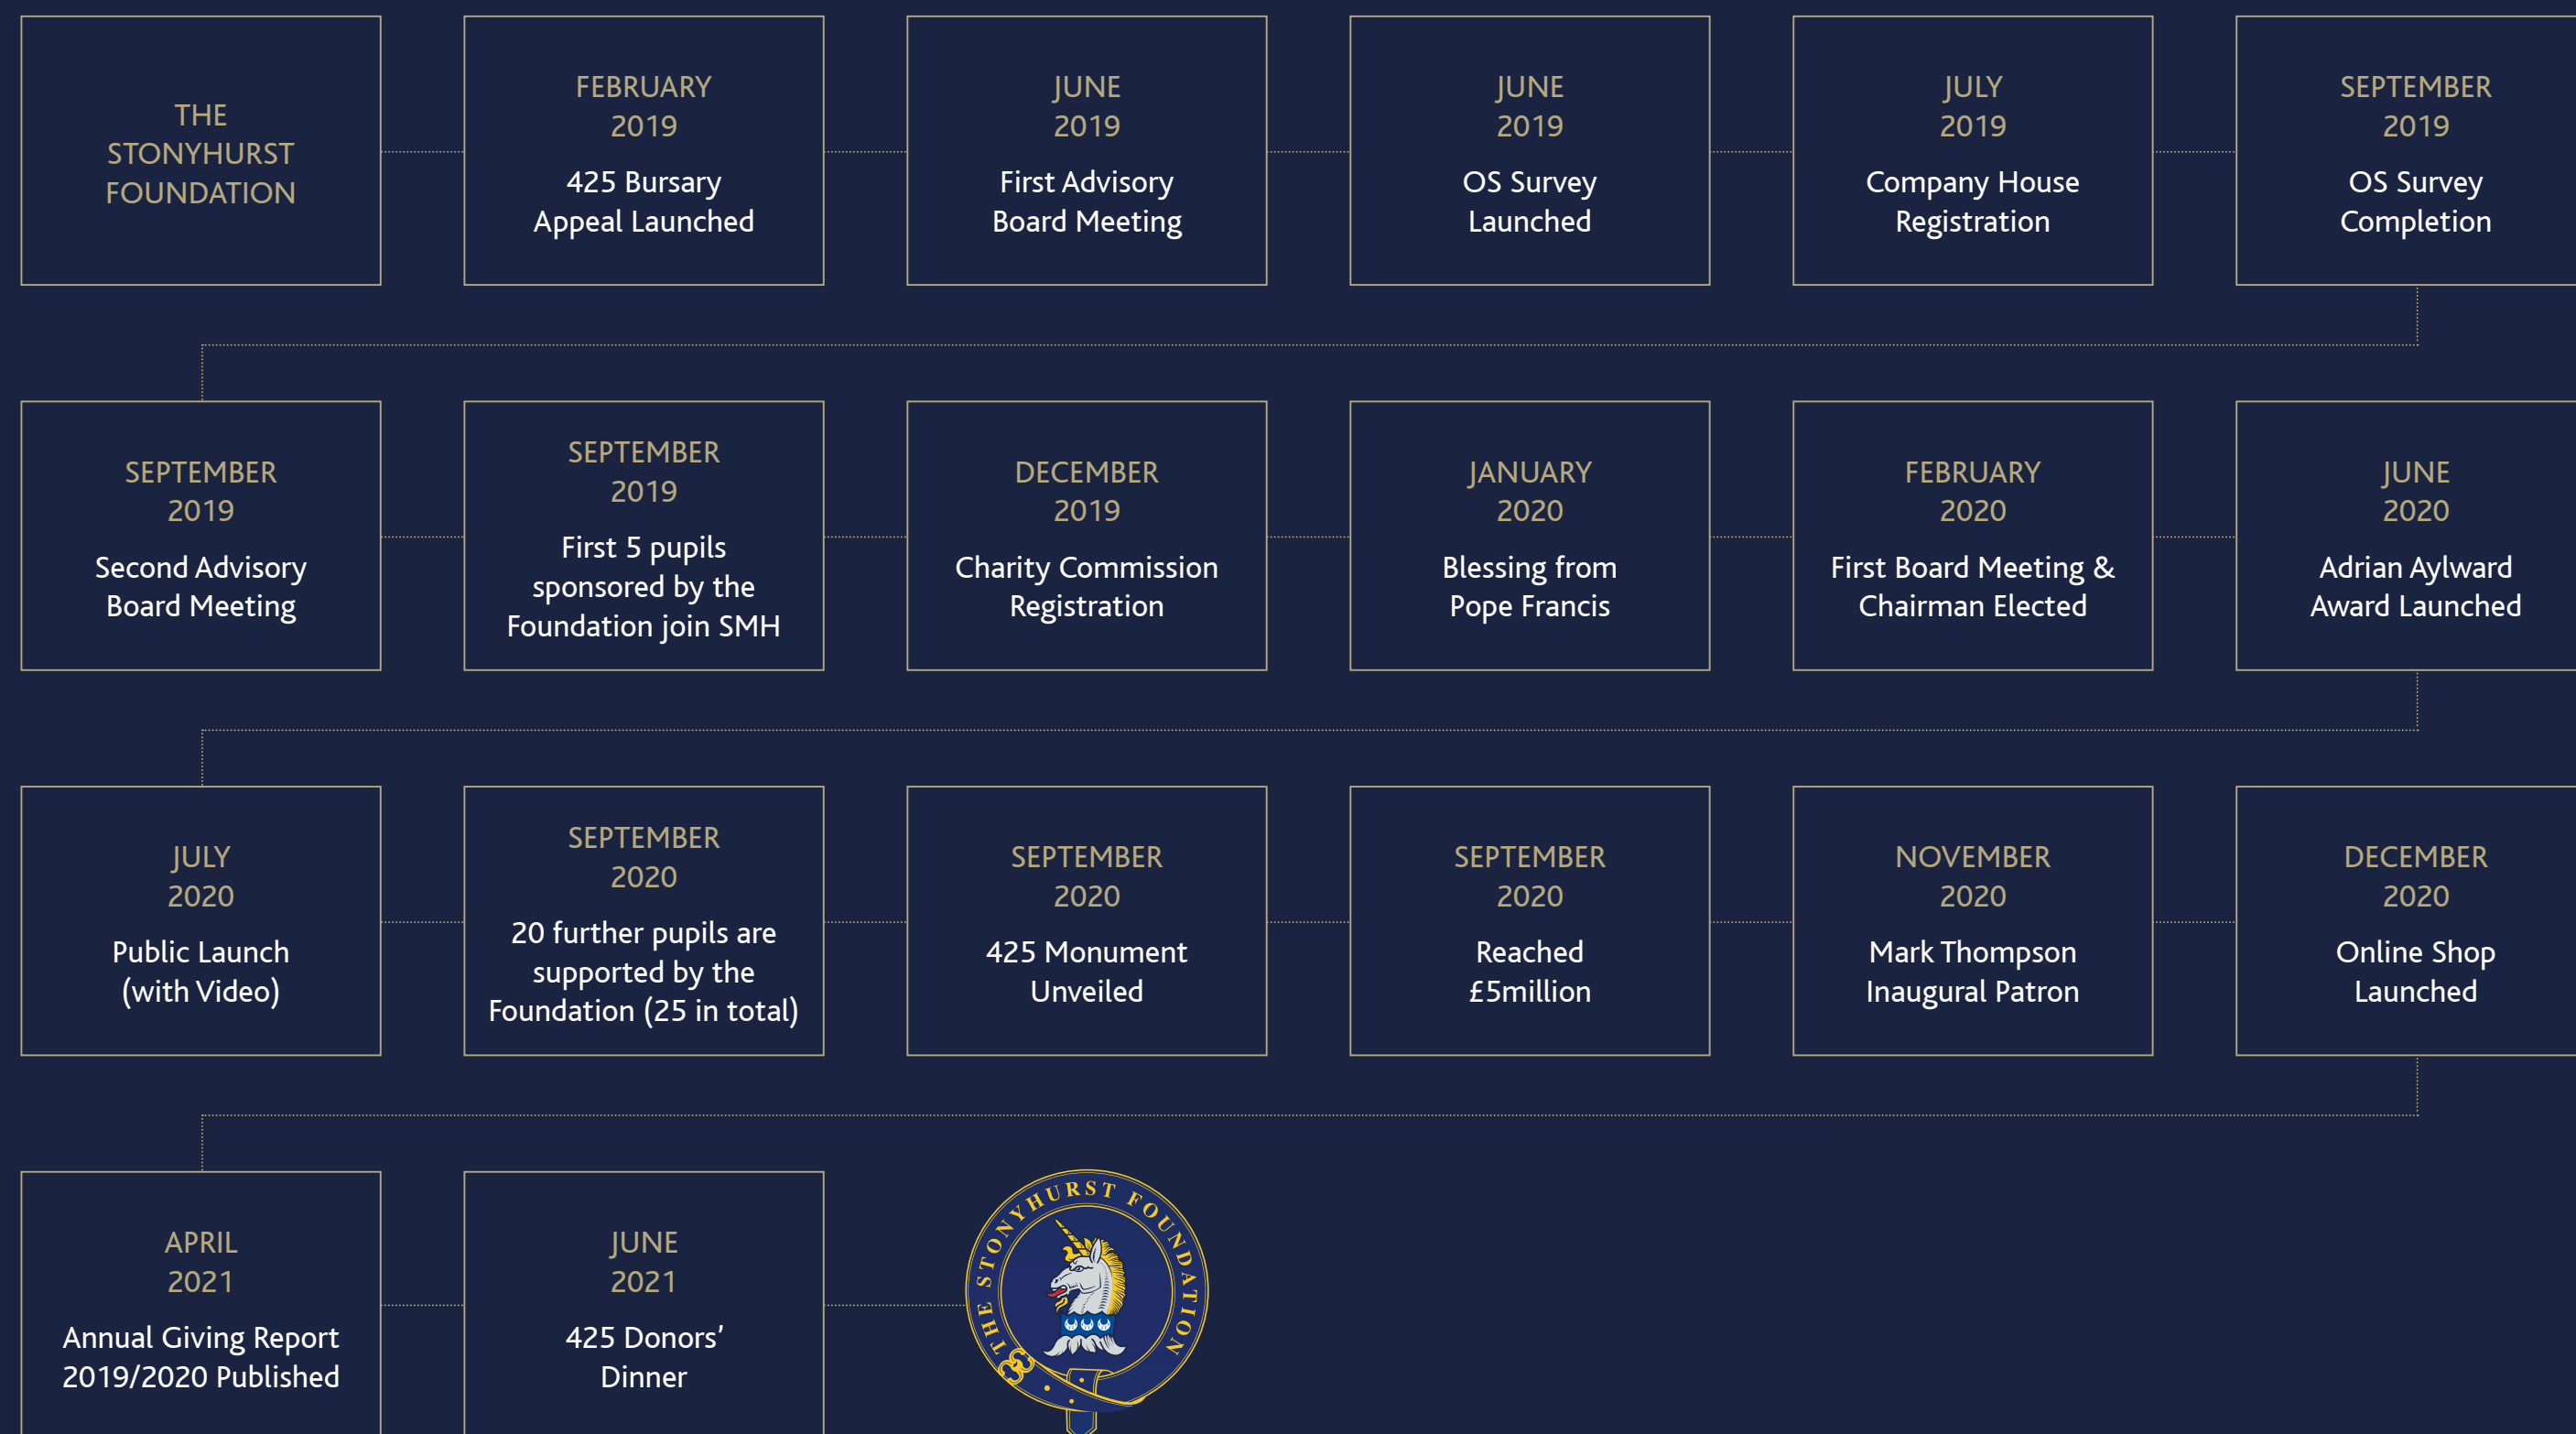 THE
STONYHURST
FOUNDATION
FEBRUARY
2019
425 Bursary
Appeal Launched
JUNE
2019
First Advisory
Board Meeting
JUNE
2019
OS Survey
Launched
JULY
2019
Company House
Registration
SEPTEMBER
2019
OS Survey
Completion
SEPTEMBER
2019
Second Advisory
Board Meeting
SEPTEMBER
2019
First 5 pupils
sponsored by the
Foundation join SMH
DECEMBER
2019
Charity Commission
Registration
JANUARY
2020
Blessing from
Pope Francis
FEBRUARY
2020
First Board Meeting &
Chairman Elected
JUNE
2020
Adrian Aylward
Award Launched
JULY
2020
Public Launch
(with Video)
SEPTEMBER
2020
20 further pupils are
supported by the
Foundation (25 in total)
SEPTEMBER
2020
425 Monument
Unveiled
SEPTEMBER
2020
Reached
£5million
NOVEMBER
2020
Mark Thompson
Inaugural Patron
DECEMBER
2020
Online Shop
Launched
APRIL
2021
Annual Giving Report
2019/2020 Published
JUNE
2021
425 Donors’
Dinner
THE STONYHURST FOUNDATION